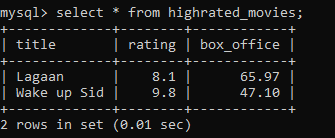 mysql> select * from highrated_movies;
+-------------+--------+------------+
| title       | rating | box_office |
+-------------+--------+------------+
| Lagaan      |    8.1 |      65.97 |
| Wake up Sid |    9.8 |      47.10 |
+-------------+--------+------------+
2 rows in set (0.01 sec)